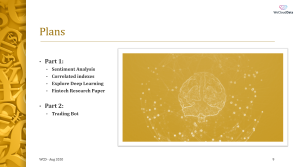 WeCloudData
Plans
Part 1:
Sentiment Analysis
Correlated indexes
Explore Deep Learning
Fintech Research Paper
Part 2:
Trading Bot
WCD - Aug 2020